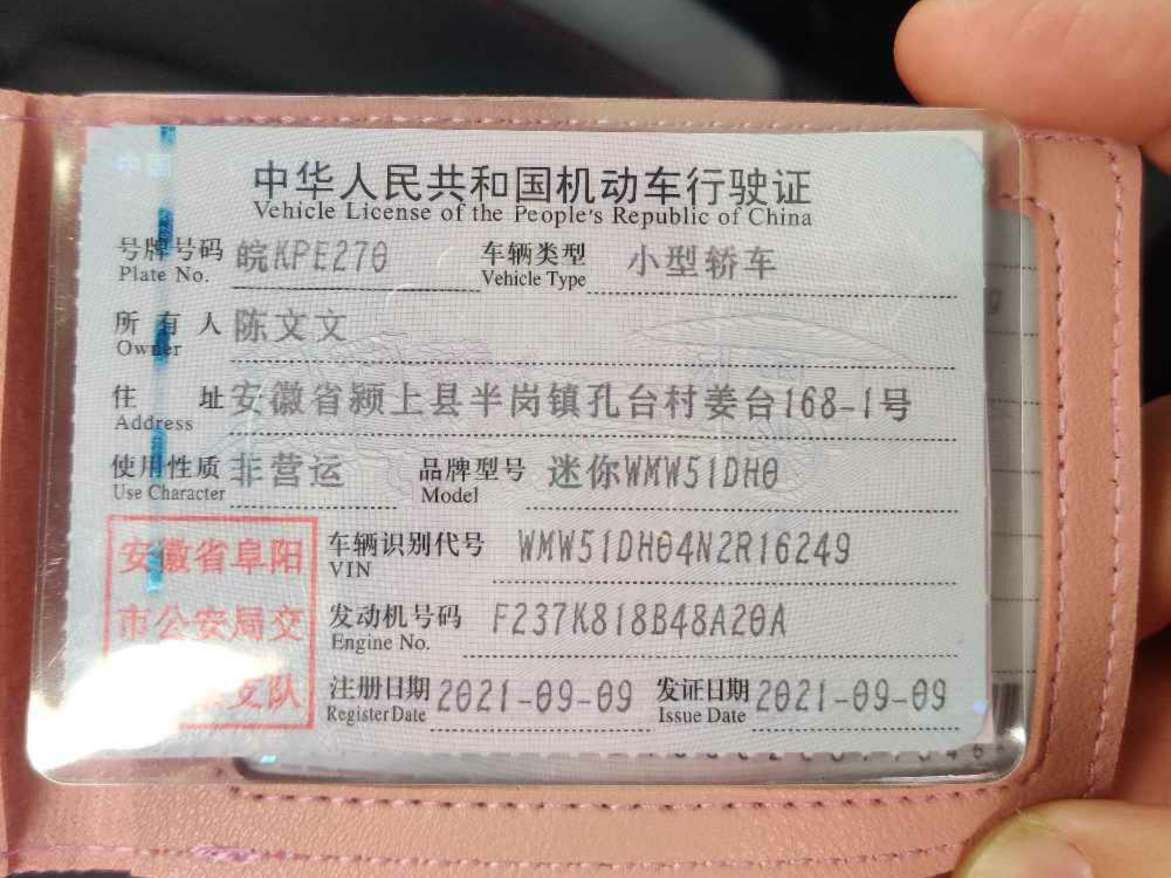 中华人民共和国机动车行驶证
Vehicle License of the People's Republic of China
号牌号码 皖KPE270 车辆类型 小型轿车
Plate No. Vehicle Type
所有人 陈文文
Owner
住址 安徽省颍上县半岗镇孔台村姜台168-1号
Address
使用性质 非营运 品牌型号 迷你WMW51DH0
Use Character Model
安徽省阜阳
市公安局交
支队
车辆识别代号 WMW51DH04N2R16249
VIN
发动机号码 F237K818B48A20A
Engine No.
注册日期 2021-09-09 发证日期 2021-09-09
Register Date Issue Date